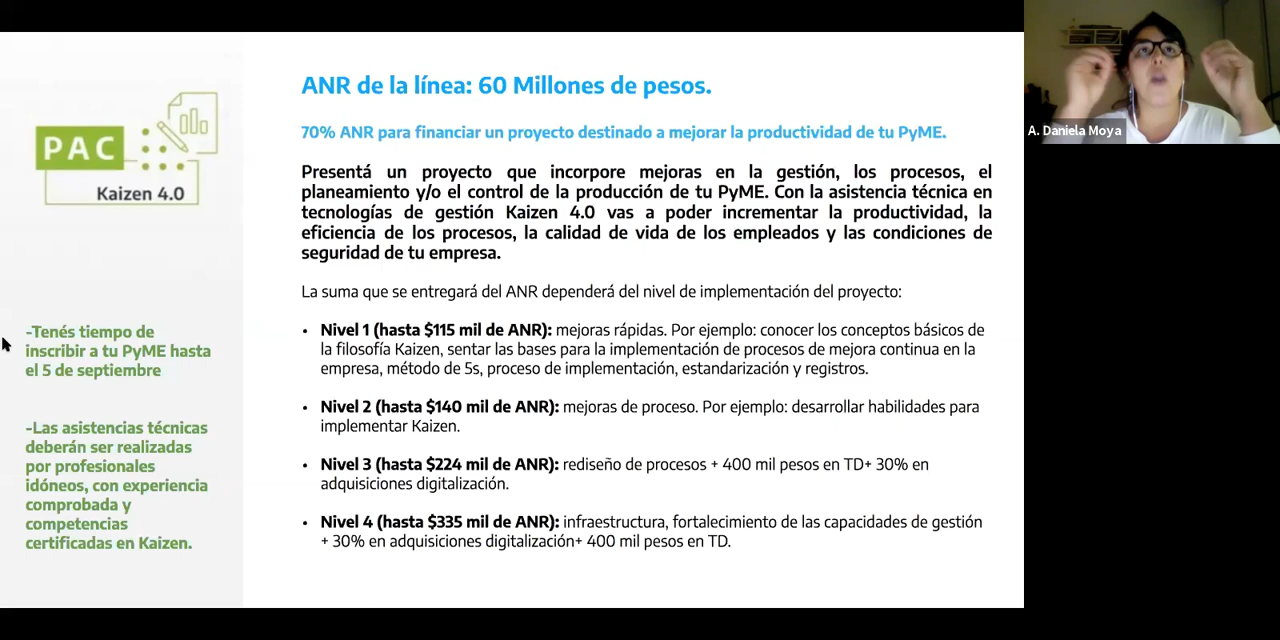 PAC
Kaizen 4.0
-Tenés tiempo de
inscribir a tu PyME hasta
el 5 de septiembre
-Las asistencias técnicas
deberán ser realizadas
por profesionales
idóneos, con experiencia
comprobada y
competencias
certificadas en Kaizen.
ANR de la línea: 60 Millones de pesos.
70% ANR para financiar un proyecto destinado a mejorar la productividad de tu PyME.
Presentá un proyecto que incorpore mejoras en la gestión, los procesos, el
planeamiento y/o el control de la producción de tu PyME. Con la asistencia técnica en
tecnologías de gestión Kaizen 4.0 vas a poder incrementar la productividad, la
eficiencia de los procesos, la calidad de vida de los empleados y las condiciones de
seguridad de tu empresa.
La suma que se entregará del ANR dependerá del nivel de implementación del proyecto:
• Nivel 1 (hasta $115 mil de ANR): mejoras rápidas. Por ejemplo: conocer los conceptos básicos de
la filosofía Kaizen, sentar las bases para la implementación de procesos de mejora continua en la
empresa, método de 5s, proceso de implementación, estandarización y registros.
• Nivel 2 (hasta $140 mil de ANR): mejoras de proceso. Por ejemplo: desarrollar habilidades para
implementar Kaizen.
• Nivel 3 (hasta $224 mil de ANR): rediseño de procesos + 400 mil pesos en TD+ 30% en
adquisiciones digitalización.
• Nivel 4 (hasta $335 mil de ANR): infraestructura, fortalecimiento de las capacidades de gestión
+ 30% en adquisiciones digitalización+ 400 mil pesos en TD.
A. Daniela Moya